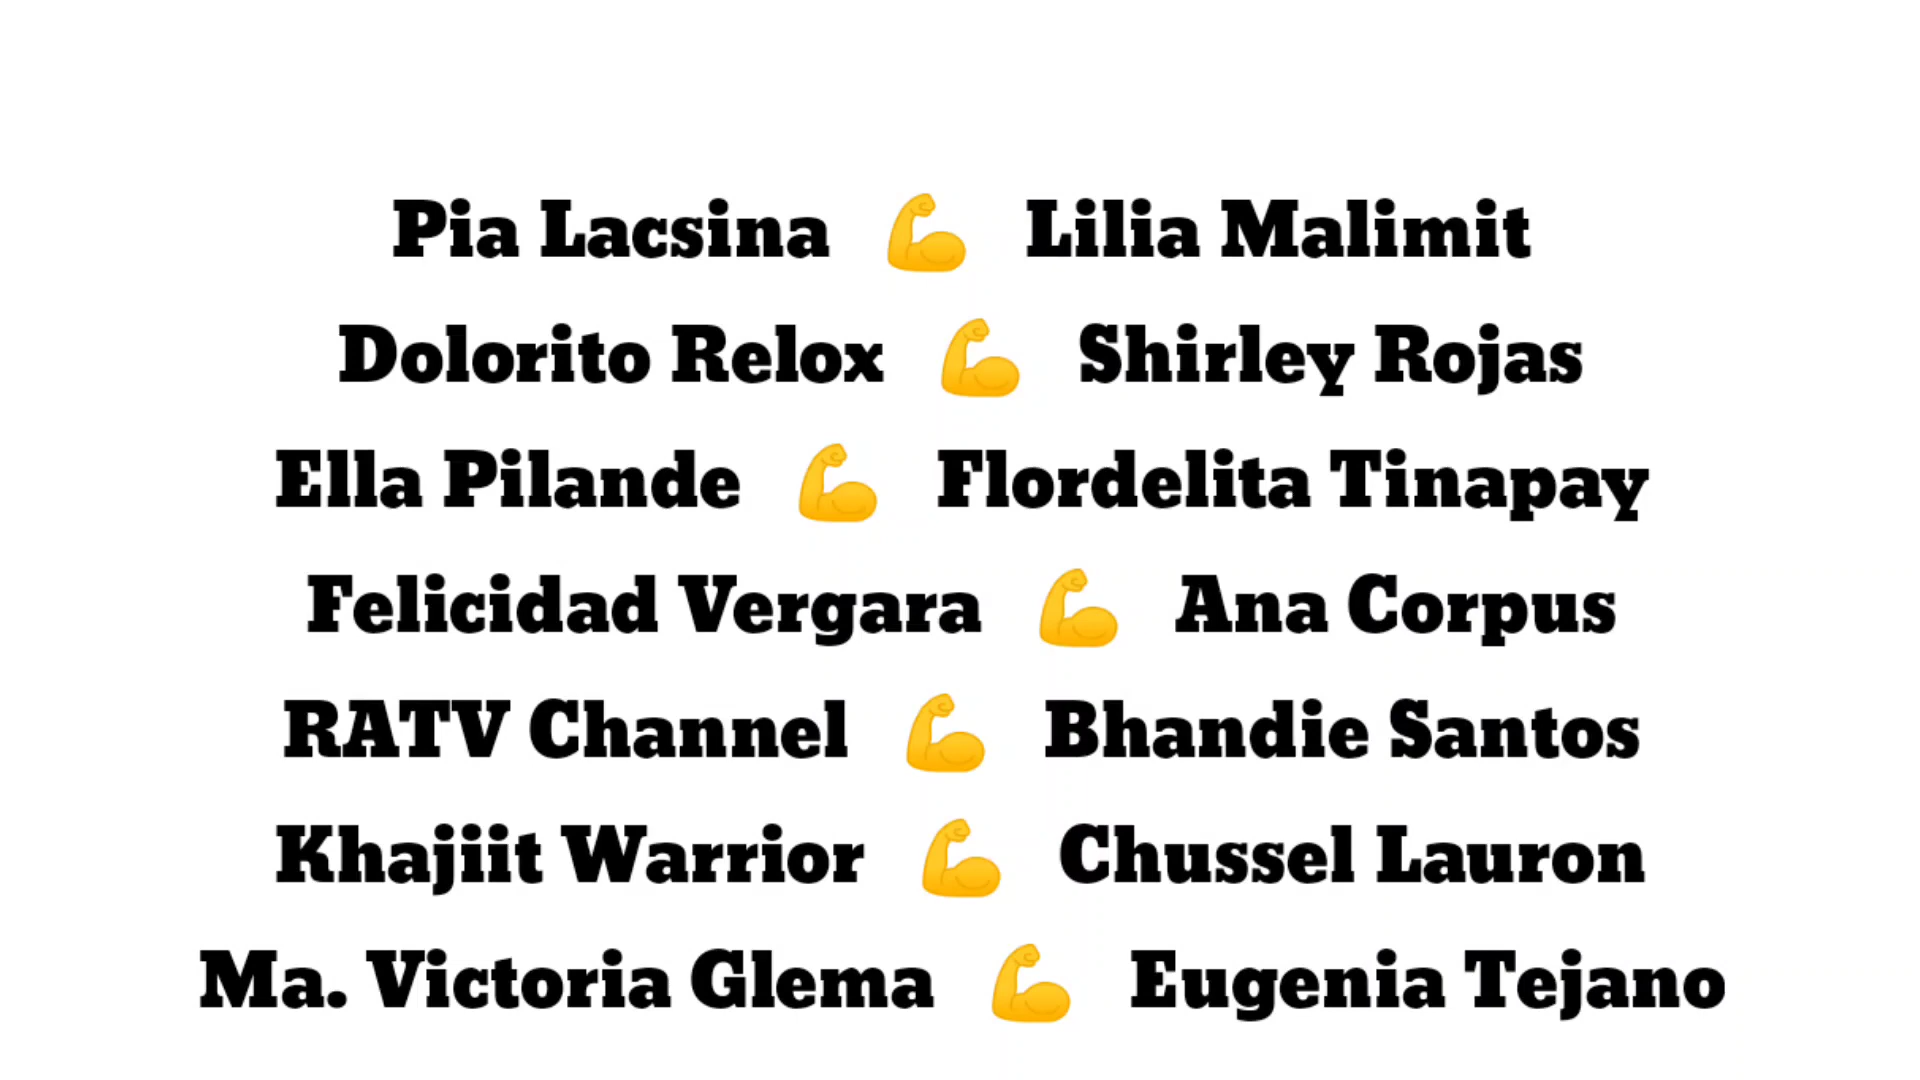 Pia Lacsina 💪 Lilia Malimit
Dolorito Relox 💪 Shirley Rojas
Ella Pilande 💪 Flordelita Tinapay
Felicidad Vergara 💪 Ana Corpus
RATV Channel 💪 Bhandie Santos
Khajiit Warrior 💪 Chussel Lauron
Ma. Victoria Glema 💪 Eugenia Tejano